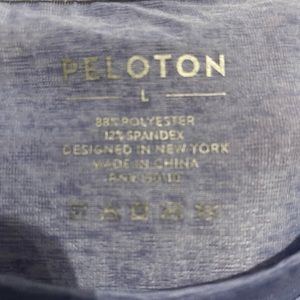 PELOTON
L
88% POLYESTER
12% SPANDEX
DESIGNED IN NEW YORK
MADE IN CHINA